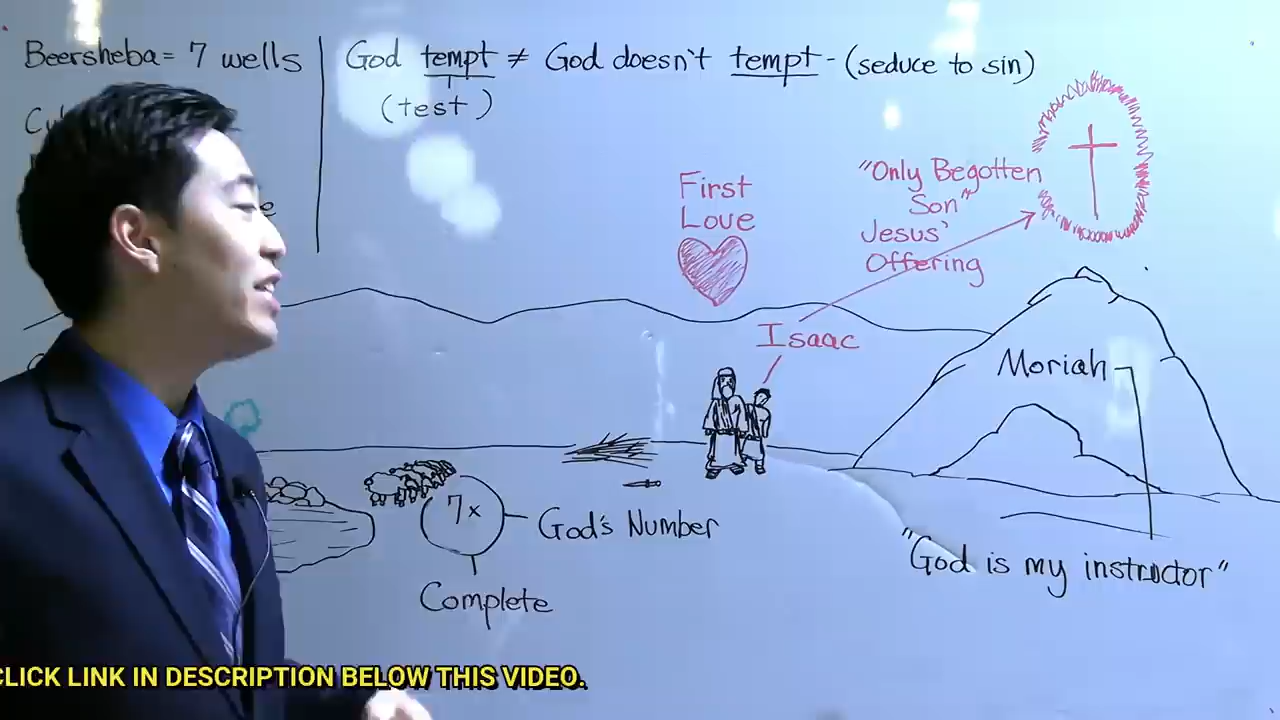 Beersheba = 7 wells
God tempt ≠ God doesn't tempt - (seduce to sin)
(test)
First
Love
"Only Begotten
Son"
Jesus'
Offering
Isaac
Moriah
7x
God's Number
Complete
"God is my instructor"
CLICK LINK IN DESCRIPTION BELOW THIS VIDEO.